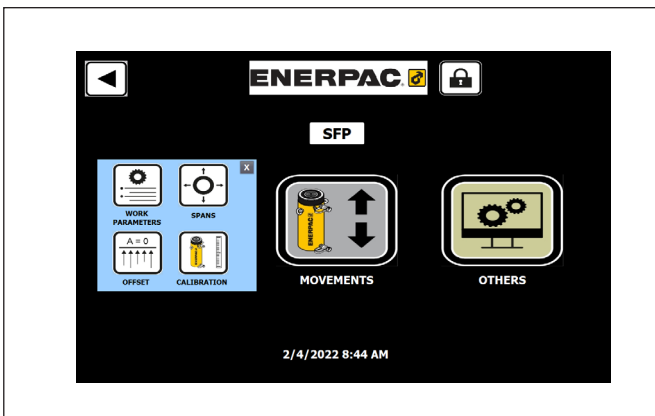 ENERPAC
SFP
X
WORK
PARAMETERS
SPANS
A = 0
OFFSET
CALIBRATION
ENERPAC
MOVEMENTS
OTHERS
2/4/2022 8:44 AM